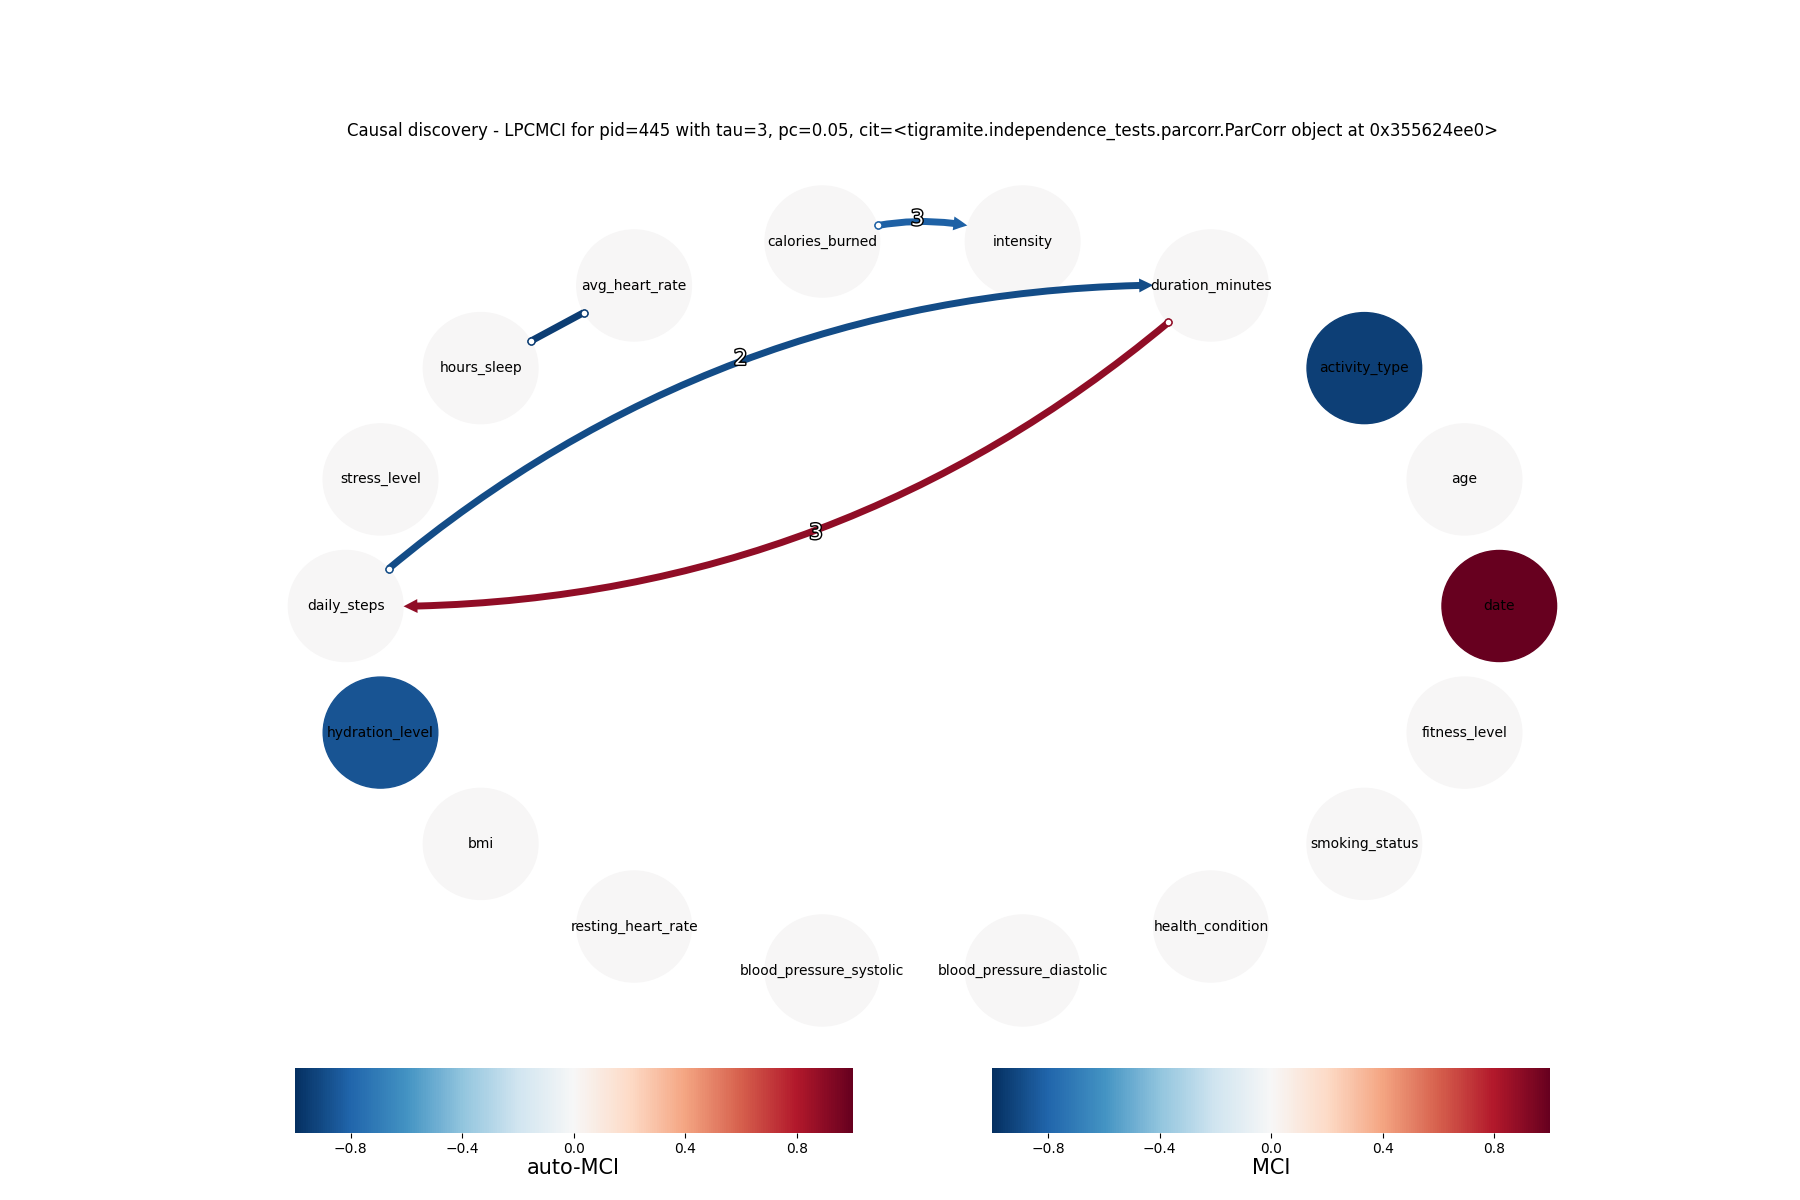 Causal discovery - LPCMCI for pid=445 with tau=3, pc=0.05, cit=<tigramite.independence_tests.parcorr.ParCorr object at 0x355624ee0>
3
calories_burned
intensity
avg_heart_rate
duration_minutes
2
hours_sleep
activity_type
stress_level
age
3
daily_steps
date
hydration_level
fitness_level
bmi
smoking_status
resting_heart_rate
health_condition
blood_pressure_systolic
blood_pressure_diastolic
−0.8 −0.4 0.0 0.4 0.8
auto-MCI
−0.8 −0.4 0.0 0.4 0.8
MCI